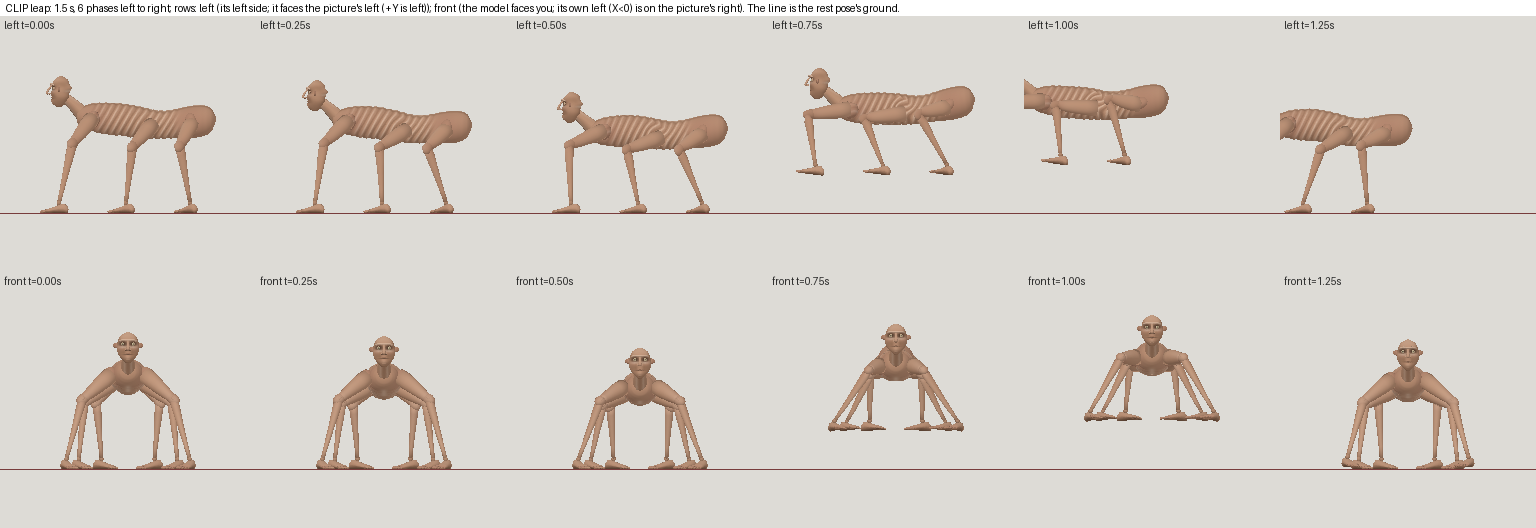 CLIP leap: 1.5 s, 6 phases left to right; rows: left (its left side; it faces the picture's left (+Y is left)); front (the model faces you; its own left (X<0) is on the picture's right). The line is the rest pose's ground.
left t=0.00s
left t=0.25s
left t=0.50s
left t=0.75s
left t=1.00s
left t=1.25s
front t=0.00s
front t=0.25s
front t=0.50s
front t=0.75s
front t=1.00s
front t=1.25s